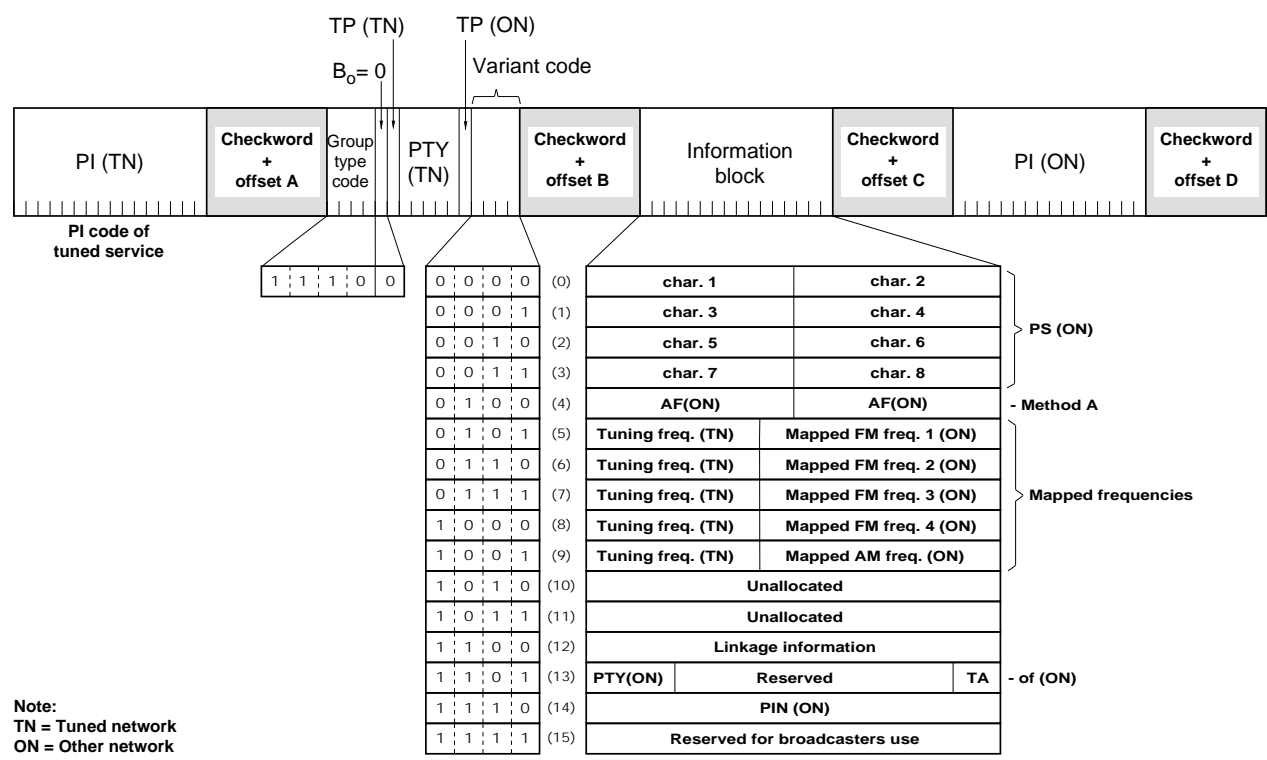 TP (TN) TP (ON)
Bo= 0 Variant code
PI (TN)
Checkword
+
offset A
Group
type
code
PTY
(TN)
Checkword
+
offset B
Information
block
Checkword
+
offset C
PI (ON)
Checkword
+
offset D
PI code of
tuned service
1 1 1 0 0
0 0 0 0 (0) char. 1 char. 2
0 0 0 1 (1) char. 3 char. 4
PS (ON)
0 0 1 0 (2) char. 5 char. 6
0 0 1 1 (3) char. 7 char. 8
0 1 0 0 (4) AF(ON) AF(ON) - Method A
0 1 0 1 (5) Tuning freq. (TN) Mapped FM freq. 1 (ON)
0 1 1 0 (6) Tuning freq. (TN) Mapped FM freq. 2 (ON)
0 1 1 1 (7) Tuning freq. (TN) Mapped FM freq. 3 (ON) Mapped frequencies
1 0 0 0 (8) Tuning freq. (TN) Mapped FM freq. 4 (ON)
1 0 0 1 (9) Tuning freq. (TN) Mapped AM freq. (ON)
1 0 1 0 (10) Unallocated
1 0 1 1 (11) Unallocated
1 1 0 0 (12) Linkage information
1 1 0 1 (13) PTY(ON) Reserved TA - of (ON)
1 1 1 0 (14) PIN (ON)
1 1 1 1 (15) Reserved for broadcasters use
Note:
TN = Tuned network
ON = Other network